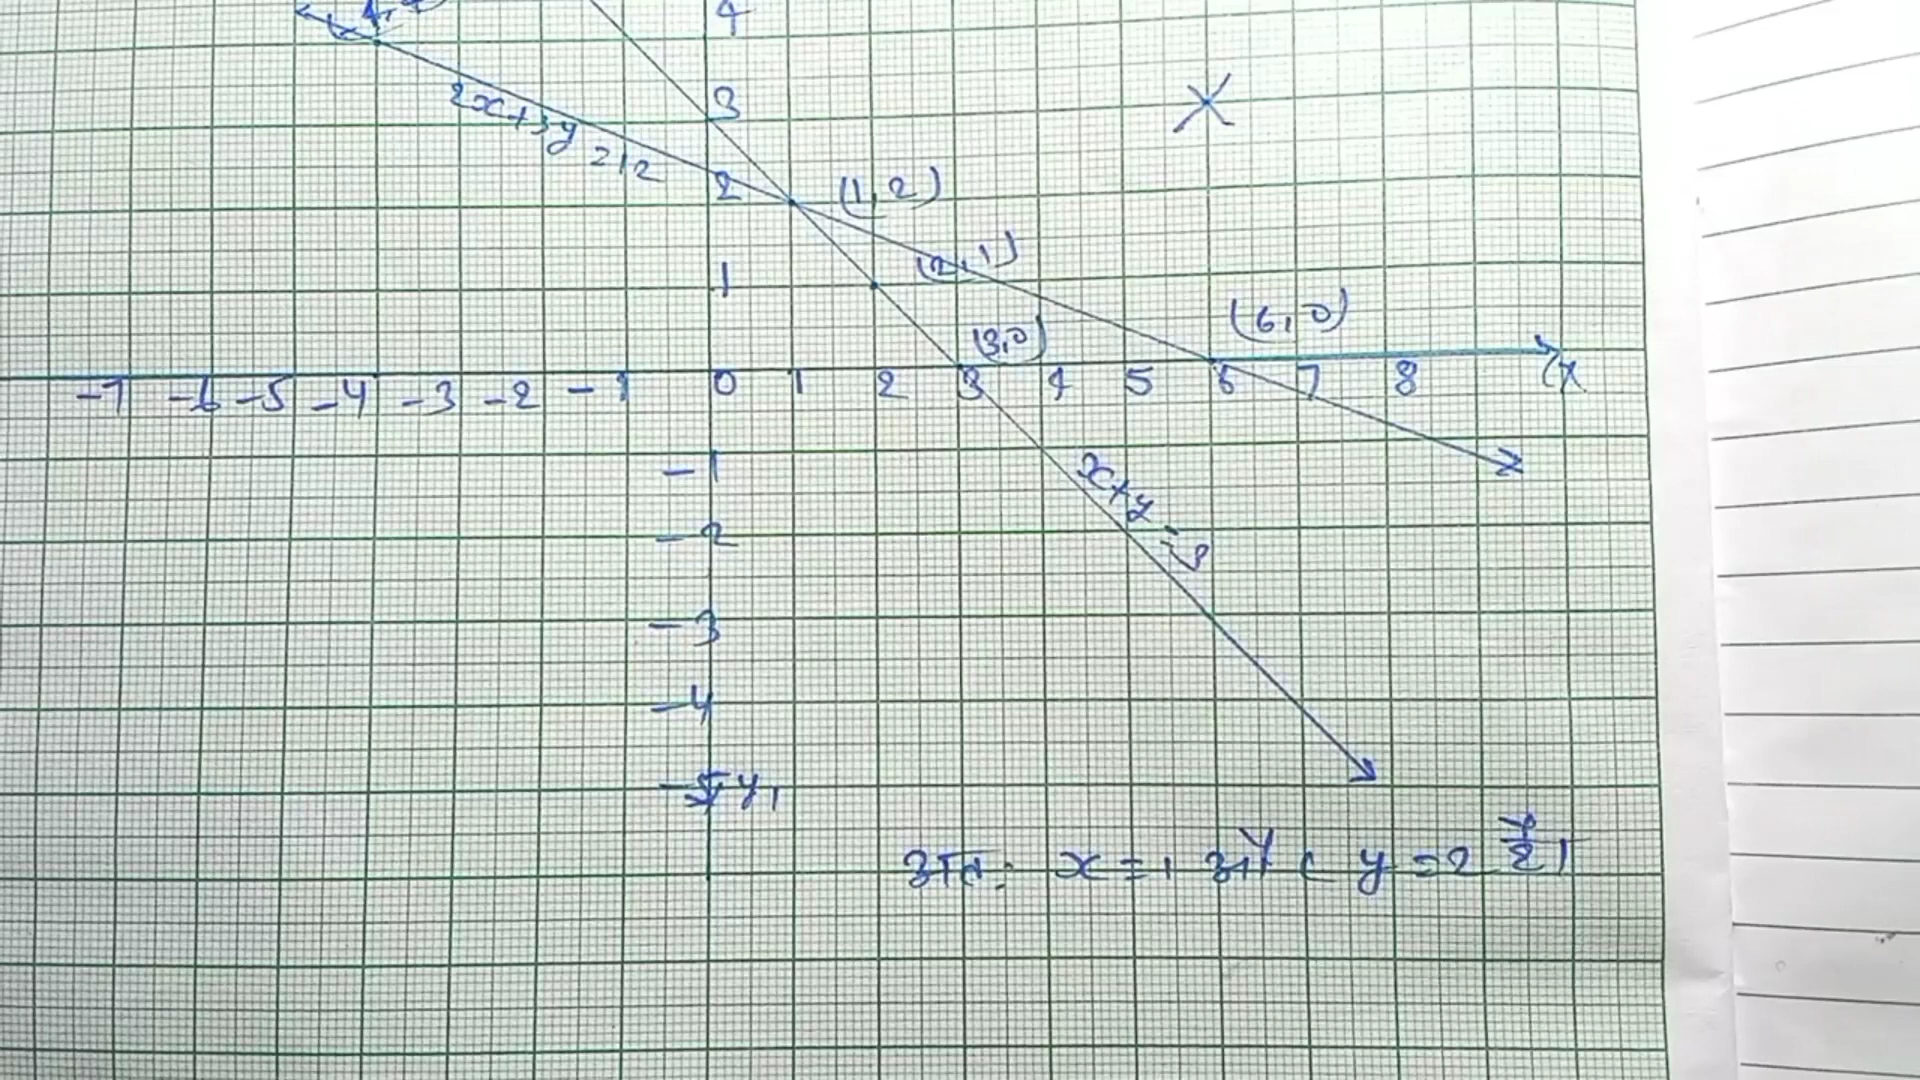 4
3
2x+3y =12
2
(1,2)
(2,1)
1
(6,0)
(3,0)
-7 -6 -5 -4 -3 -2 -1 0 1 2 3 4 5 6 7 8 x
-1
x+y =3
-2
-3
-4
-5 y,
अतः x=1 और y=2